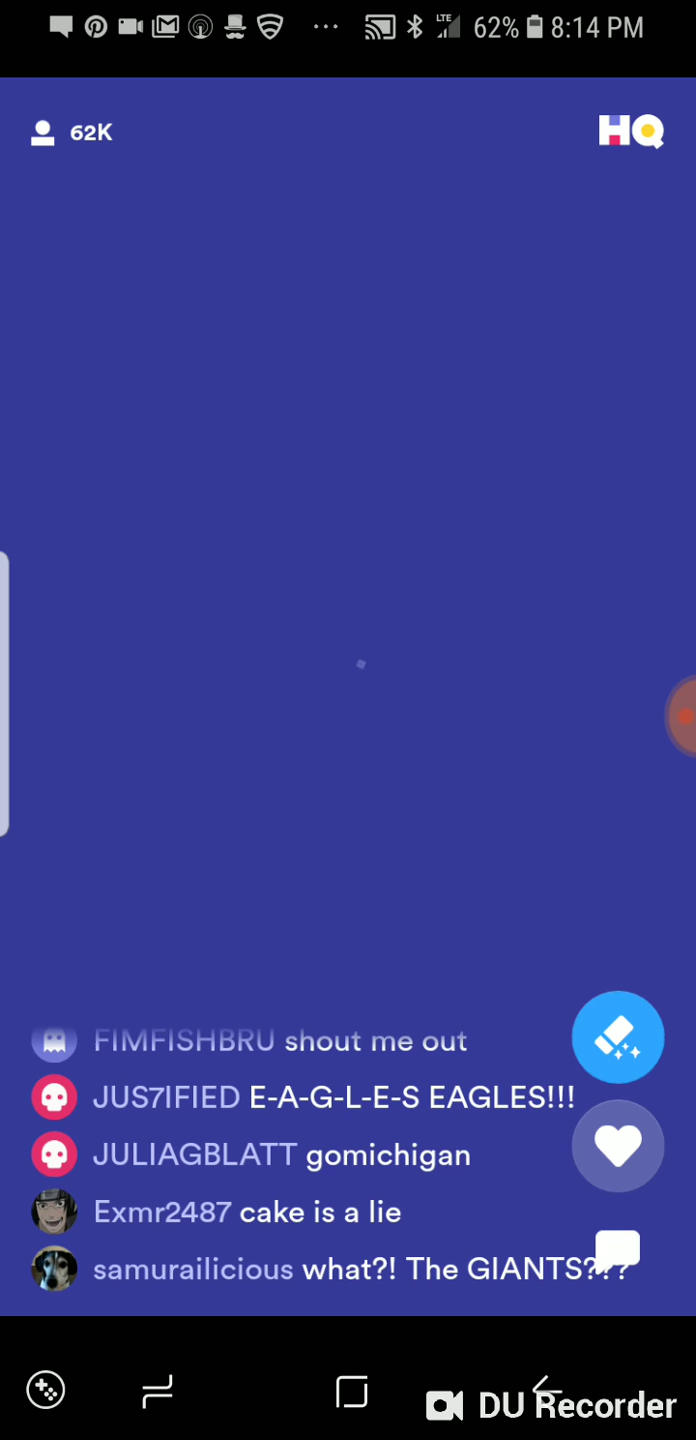 LTE 62% 8:14 PM
62K HQ
FIMFISHBRU shout me out
JUS7IFIED E-A-G-L-E-S EAGLES!!!
JULIAGBLATT gomichigan
Exmr2487 cake is a lie
samurailicious what?! The GIANTS???
DU Recorder